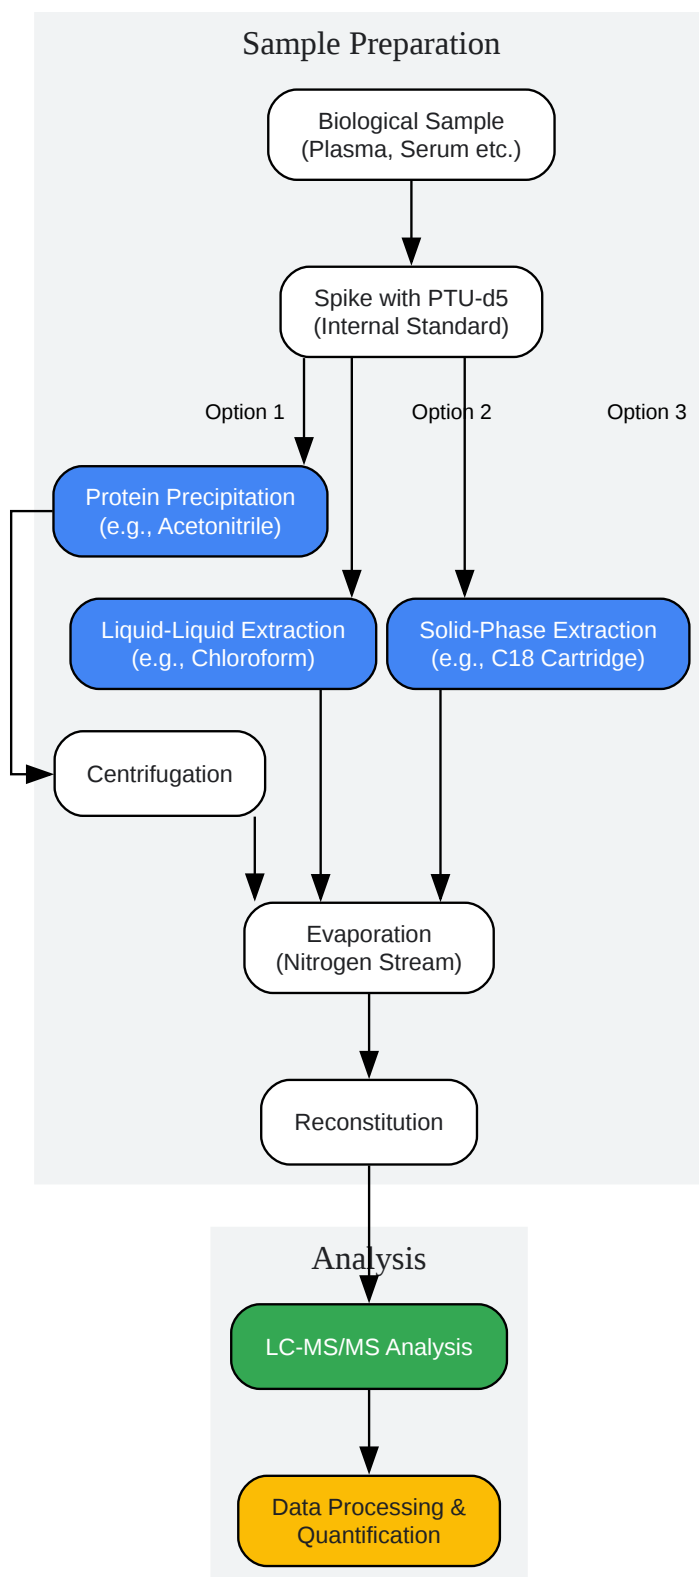 Sample Preparation
Biological Sample
(Plasma, Serum etc.)
Spike with PTU-d5
(Internal Standard)
Option 1
Option 2
Option 3
Protein Precipitation
(e.g., Acetonitrile)
Liquid-Liquid Extraction
(e.g., Chloroform)
Solid-Phase Extraction
(e.g., C18 Cartridge)
Centrifugation
Evaporation
(Nitrogen Stream)
Reconstitution
Analysis
LC-MS/MS Analysis
Data Processing &
Quantification